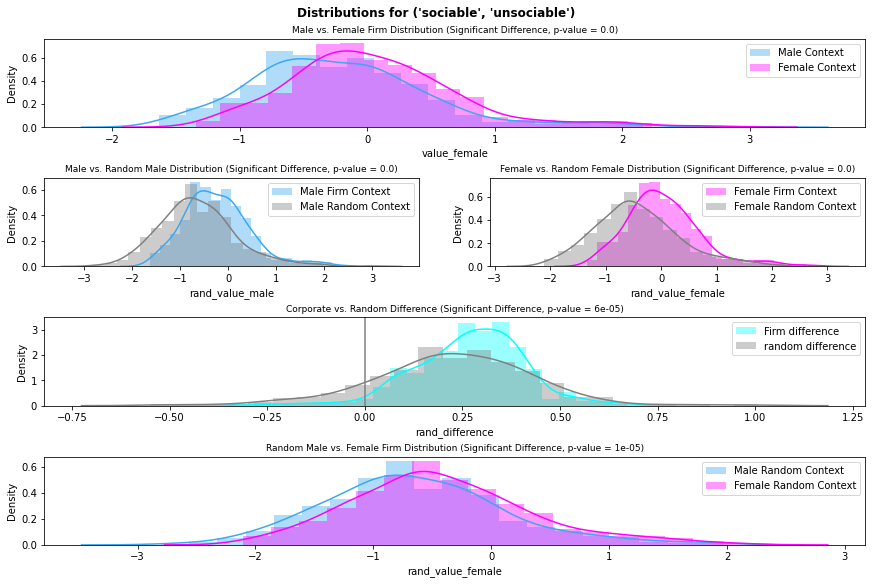 Distributions for ('sociable', 'unsociable')
Male vs. Female Firm Distribution (Significant Difference, p-value = 0.0)
Density
0.6
0.4
0.2
0.0
Male Context
Female Context
−2 −1 0 1 2 3
value_female
Male vs. Random Male Distribution (Significant Difference, p-value = 0.0)
Density
0.6
0.4
0.2
0.0
Male Firm Context
Male Random Context
−3 −2 −1 0 1 2 3
rand_value_male
Female vs. Random Female Distribution (Significant Difference, p-value = 0.0)
Density
0.6
0.4
0.2
0.0
Female Firm Context
Female Random Context
−2 −1 0 1 2 3
rand_value_female
Corporate vs. Random Difference (Significant Difference, p-value = 6e-05)
Density
3
2
1
0
Firm difference
random difference
−0.75 −0.50 −0.25 0.00 0.25 0.50 0.75 1.00 1.25
rand_difference
Random Male vs. Female Firm Distribution (Significant Difference, p-value = 1e-05)
Density
0.6
0.4
0.2
0.0
Male Random Context
Female Random Context
−3 −2 −1 0 1 2 3
rand_value_female